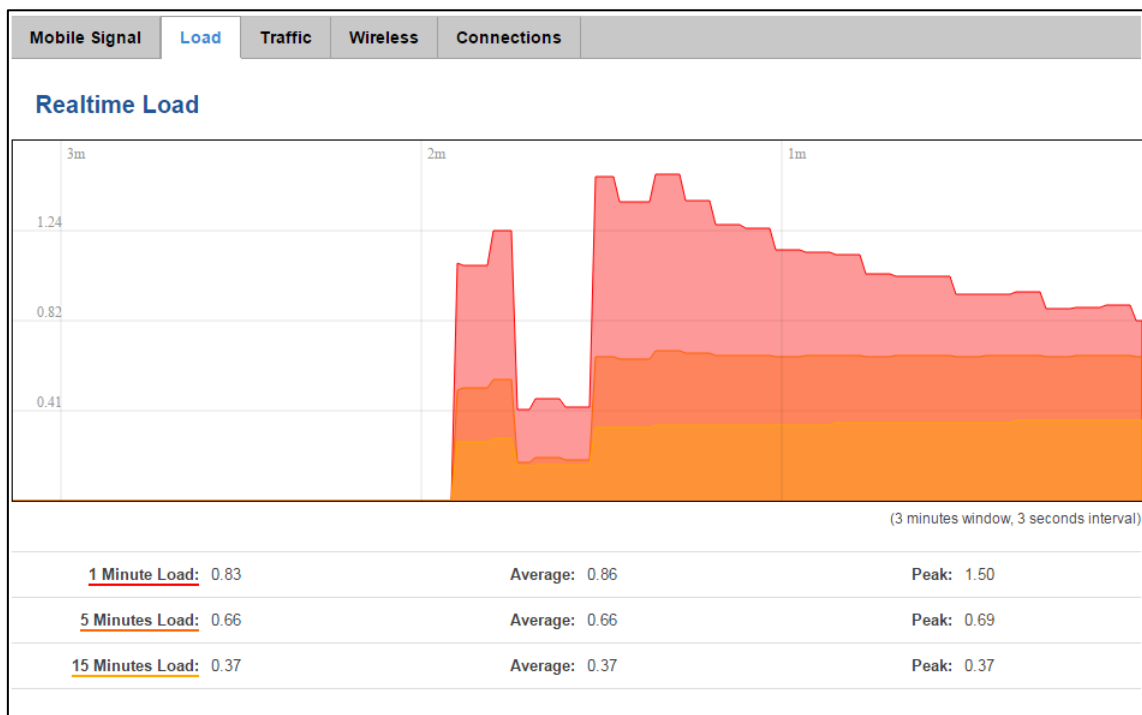 Mobile Signal Load Traffic Wireless Connections
Realtime Load
3m 2m 1m
1.24
0.82
0.41
(3 minutes window, 3 seconds interval)
1 Minute Load: 0.83 Average: 0.86 Peak: 1.50
5 Minutes Load: 0.66 Average: 0.66 Peak: 0.69
15 Minutes Load: 0.37 Average: 0.37 Peak: 0.37